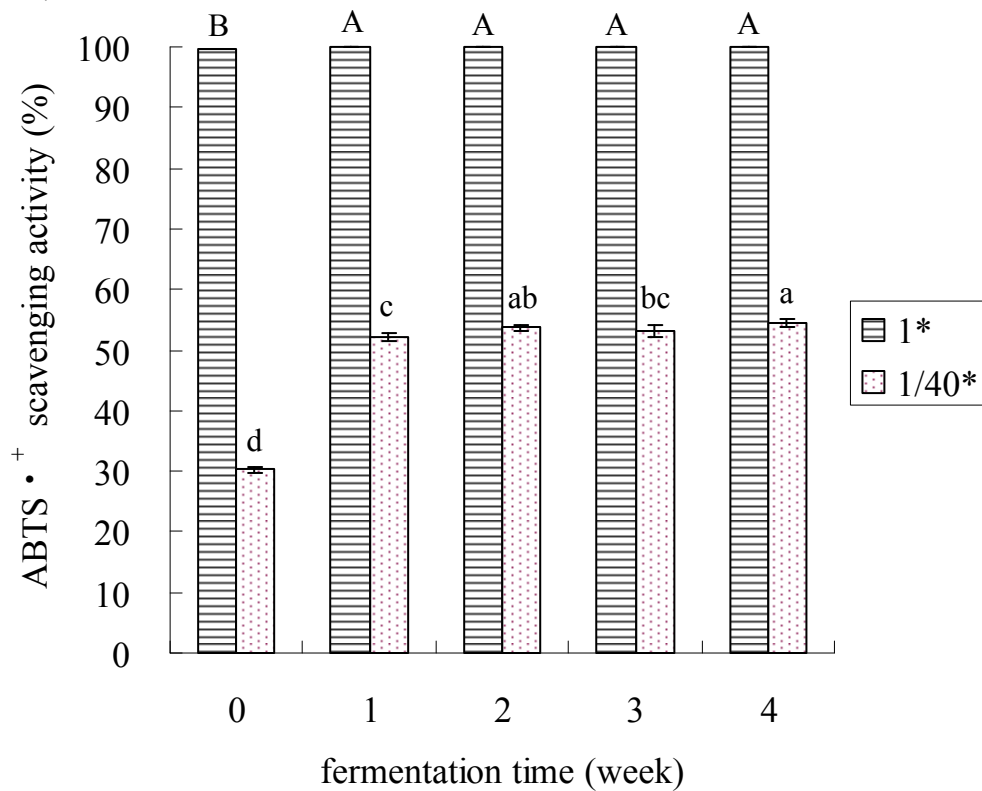 B A A A A
100
90
80
70
60
50
40
30
20
10
0
ABTS • + scavenging activity (%)
d c ab bc a
1*
1/40*
0 1 2 3 4
fermentation time (week)